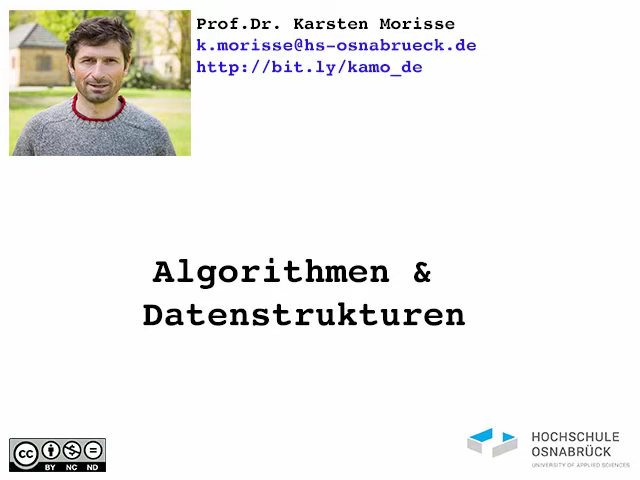 Prof.Dr. Karsten Morisse
k.morisse@hs-osnabrueck.de
http://bit.ly/kamo_de
Algorithmen &
Datenstrukturen
cc
BY NC ND
HOCHSCHULE
OSNABRÜCK
UNIVERSITY OF APPLIED SCIENCES